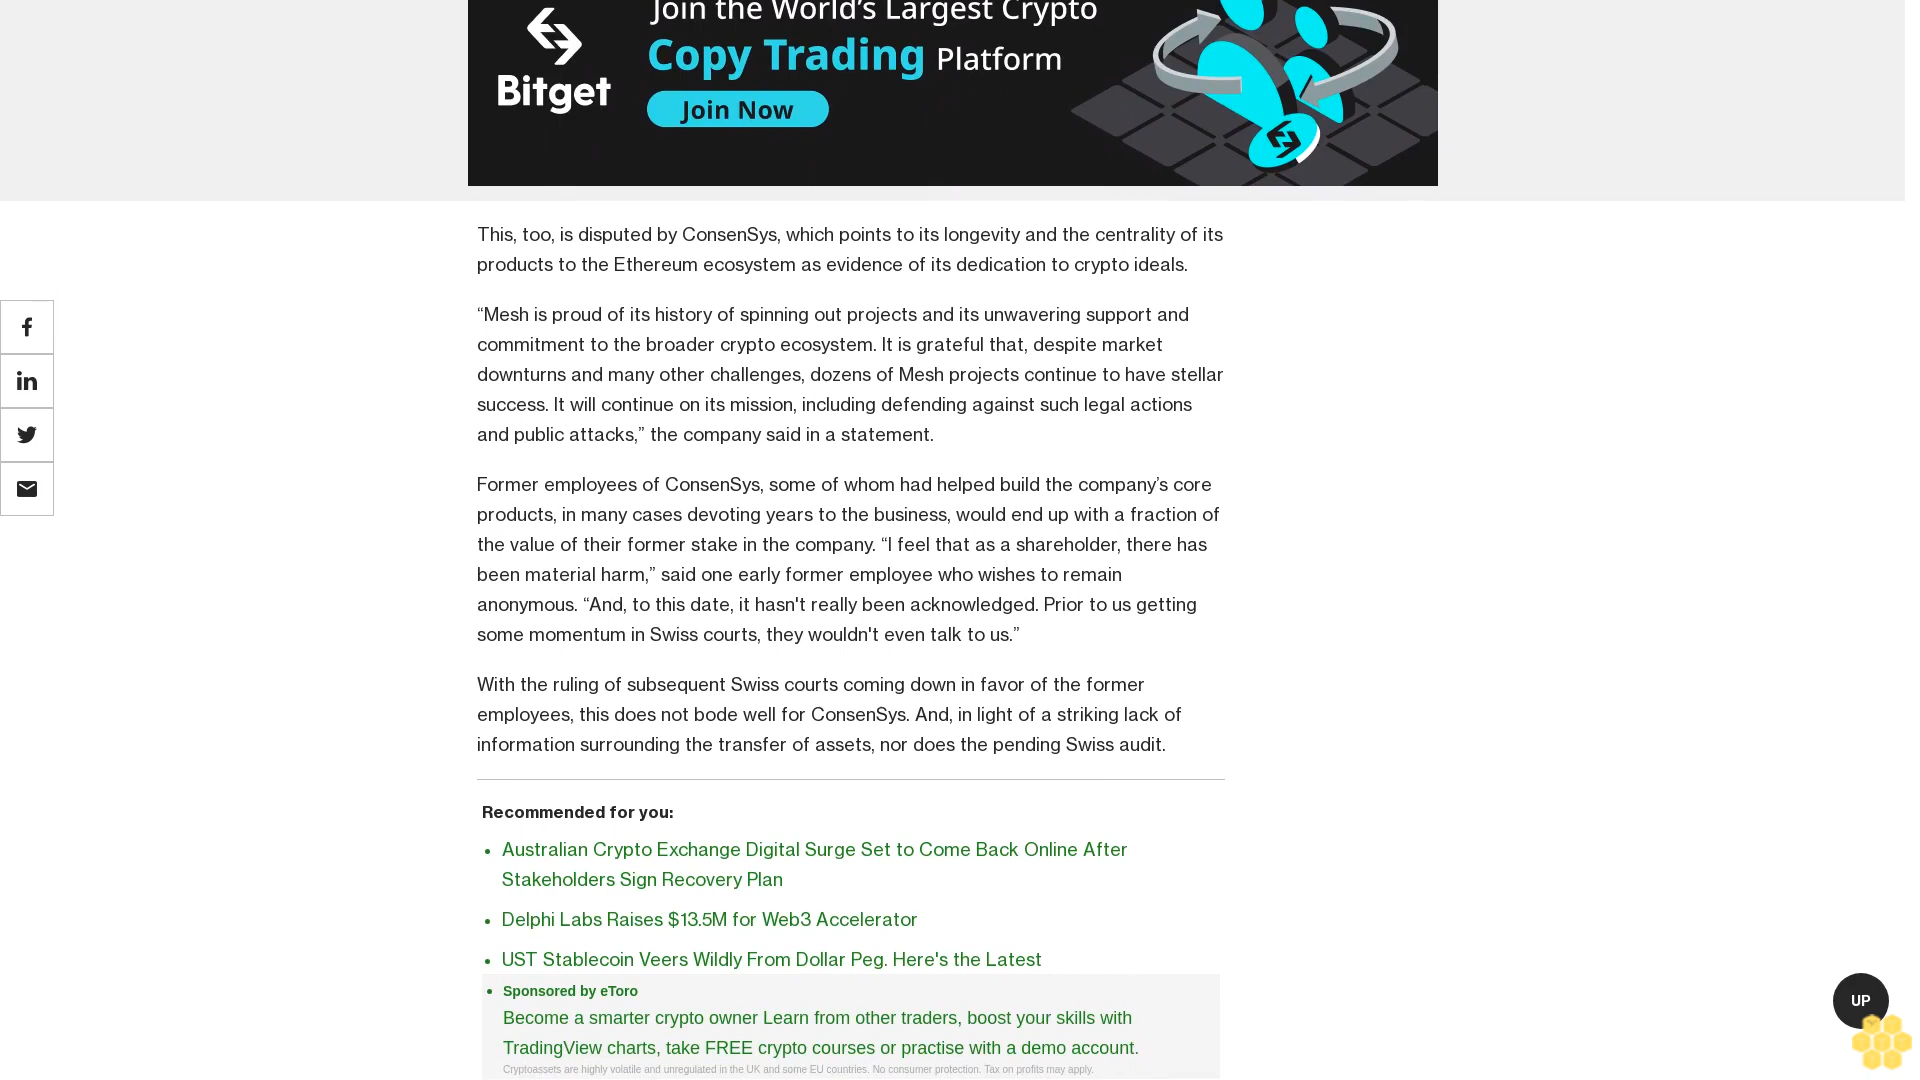 Join the World's Largest Crypto
Copy Trading Platform
Bitget
Join Now
This, too, is disputed by ConsenSys, which points to its longevity and the centrality of its
products to the Ethereum ecosystem as evidence of its dedication to crypto ideals.
“Mesh is proud of its history of spinning out projects and its unwavering support and
commitment to the broader crypto ecosystem. It is grateful that, despite market
downturns and many other challenges, dozens of Mesh projects continue to have stellar
success. It will continue on its mission, including defending against such legal actions
and public attacks,” the company said in a statement.
Former employees of ConsenSys, some of whom had helped build the company’s core
products, in many cases devoting years to the business, would end up with a fraction of
the value of their former stake in the company. “I feel that as a shareholder, there has
been material harm,” said one early former employee who wishes to remain
anonymous. “And, to this date, it hasn't really been acknowledged. Prior to us getting
some momentum in Swiss courts, they wouldn't even talk to us.”
With the ruling of subsequent Swiss courts coming down in favor of the former
employees, this does not bode well for ConsenSys. And, in light of a striking lack of
information surrounding the transfer of assets, nor does the pending Swiss audit.
Recommended for you:
• Australian Crypto Exchange Digital Surge Set to Come Back Online After
Stakeholders Sign Recovery Plan
• Delphi Labs Raises $13.5M for Web3 Accelerator
• UST Stablecoin Veers Wildly From Dollar Peg. Here's the Latest
• Sponsored by eToro
Become a smarter crypto owner Learn from other traders, boost your skills with
TradingView charts, take FREE crypto courses or practise with a demo account.
Cryptoassets are highly volatile and unregulated in the UK and some EU countries. No consumer protection. Tax on profits may apply.
UP